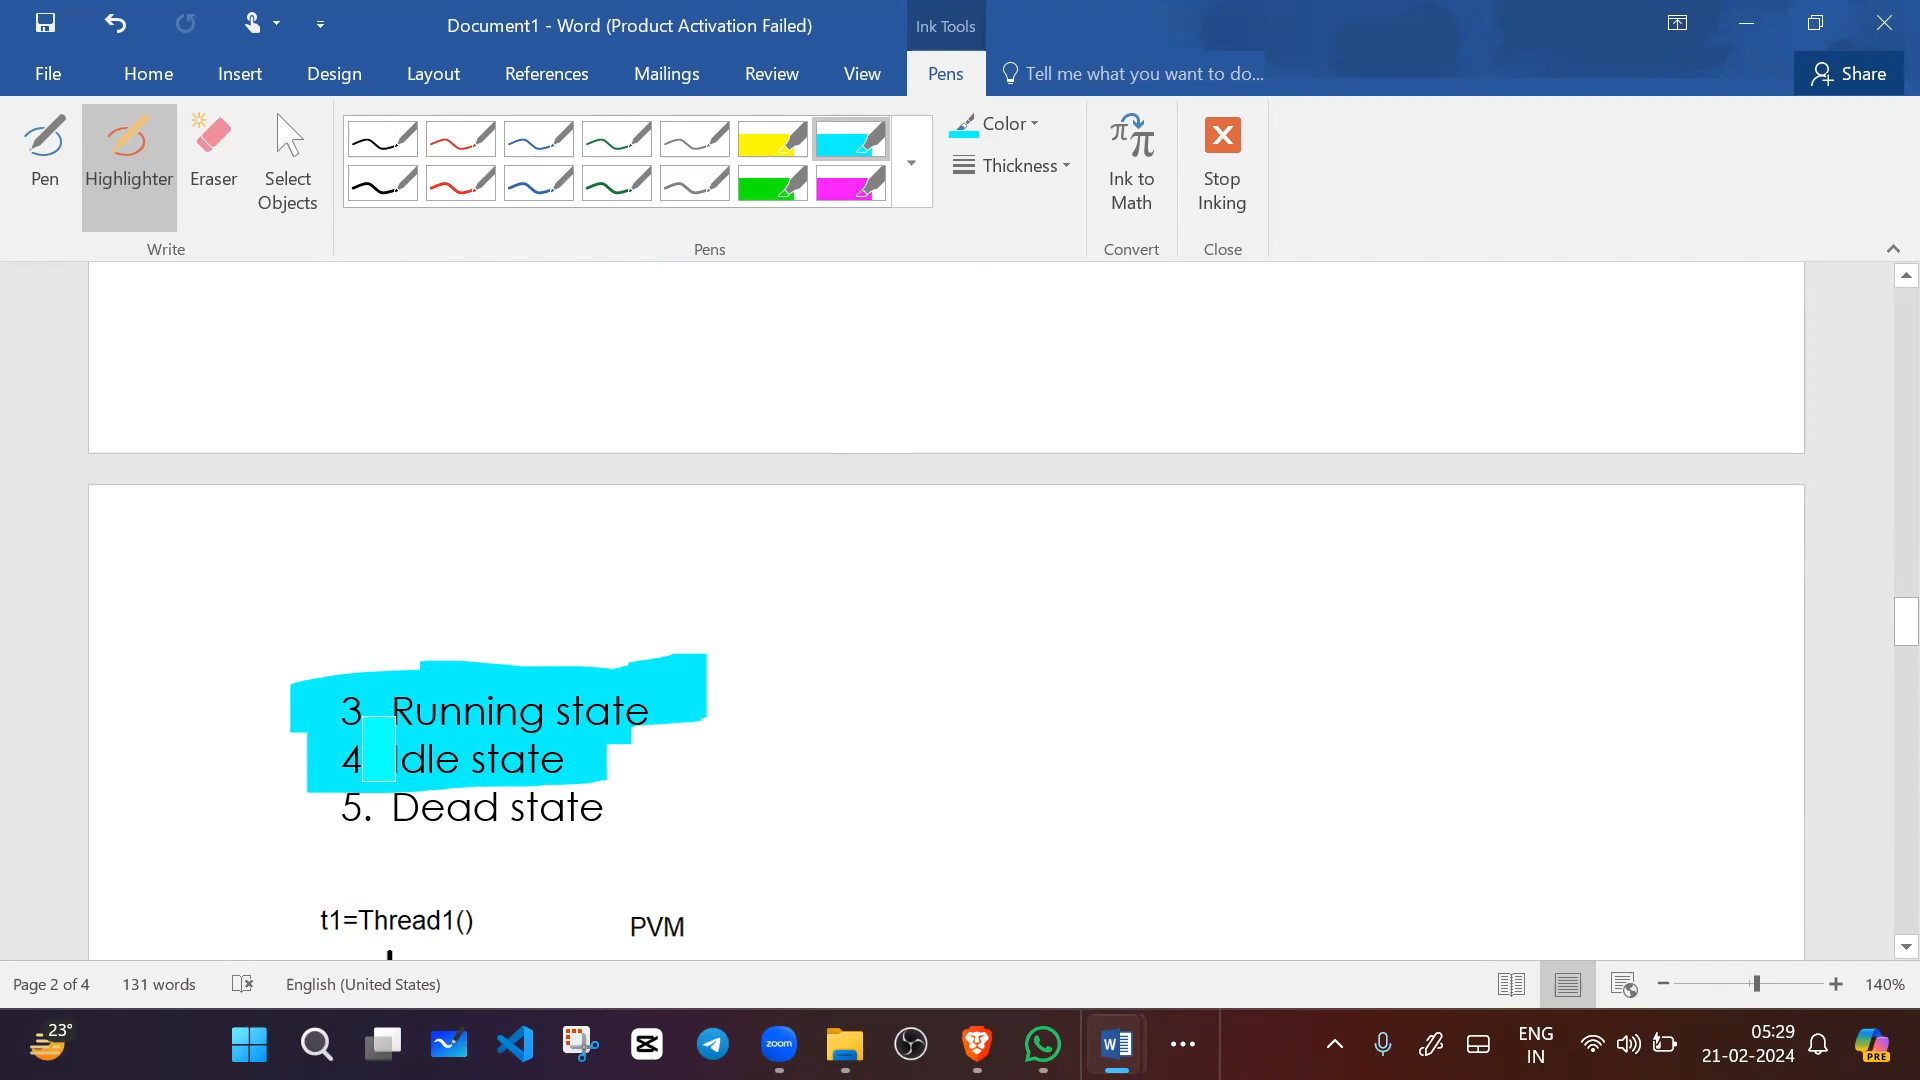 Document1 - Word (Product Activation Failed)
Ink Tools
File
Home
Insert
Design
Layout
References
Mailings
Review
View
Pens
Tell me what you want to do...
Share
Pen
Highlighter
Eraser
Select
Objects
Color
Thickness
Ink to
Math
Stop
Inking
Write
Pens
Convert
Close
3 Running state
4 Idle state
5. Dead state
t1=Thread1()
PVM
Page 2 of 4
131 words
English (United States)
140%
23°
zoom
ENG
IN
05:29
21-02-2024
PRE